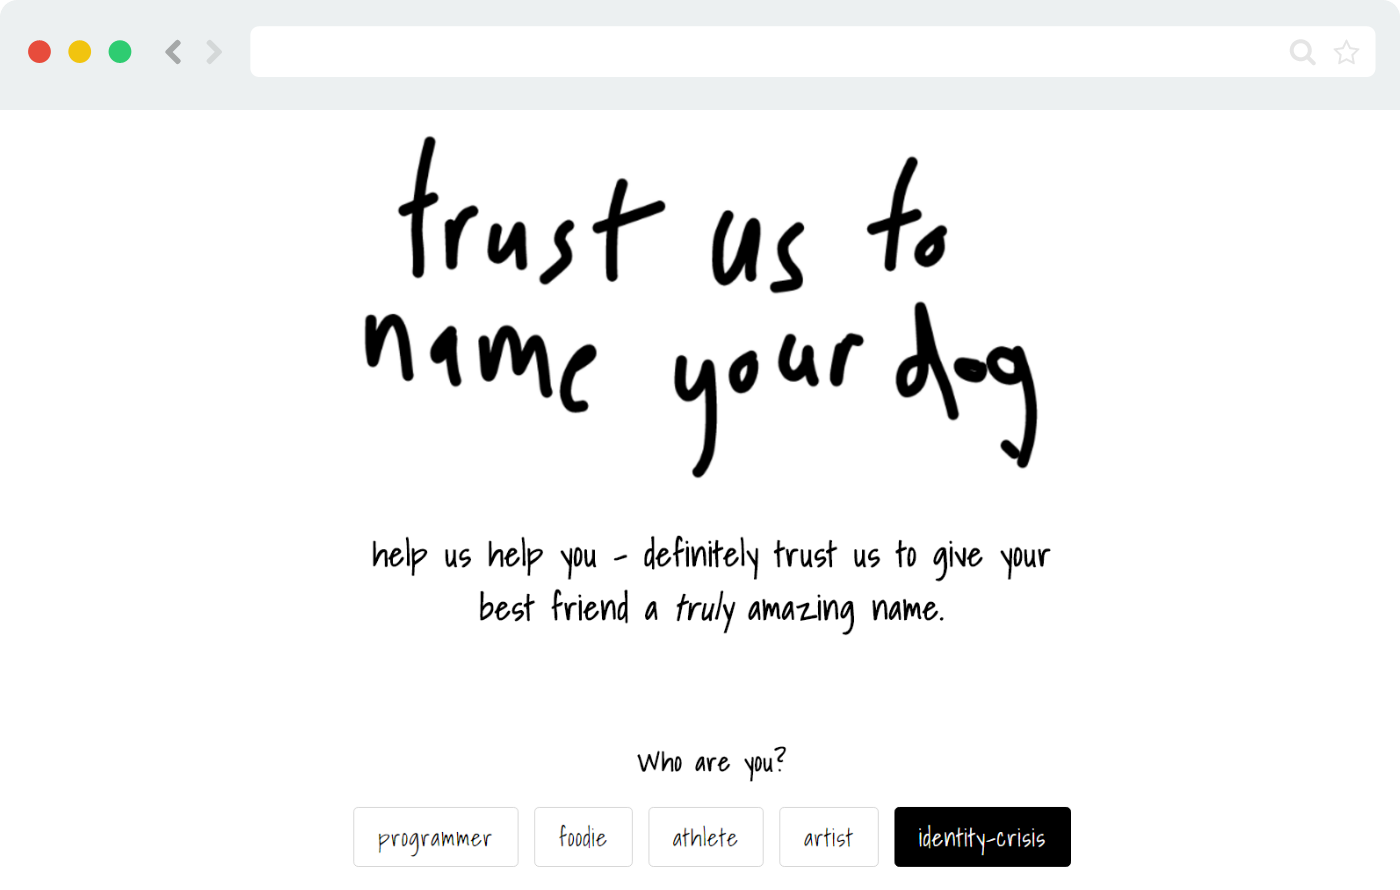 trust us to
name your dog
help us help you - definitely trust us to give your
best friend a truly amazing name.
Who are you?
programmer foodie athlete artist identity-crisis